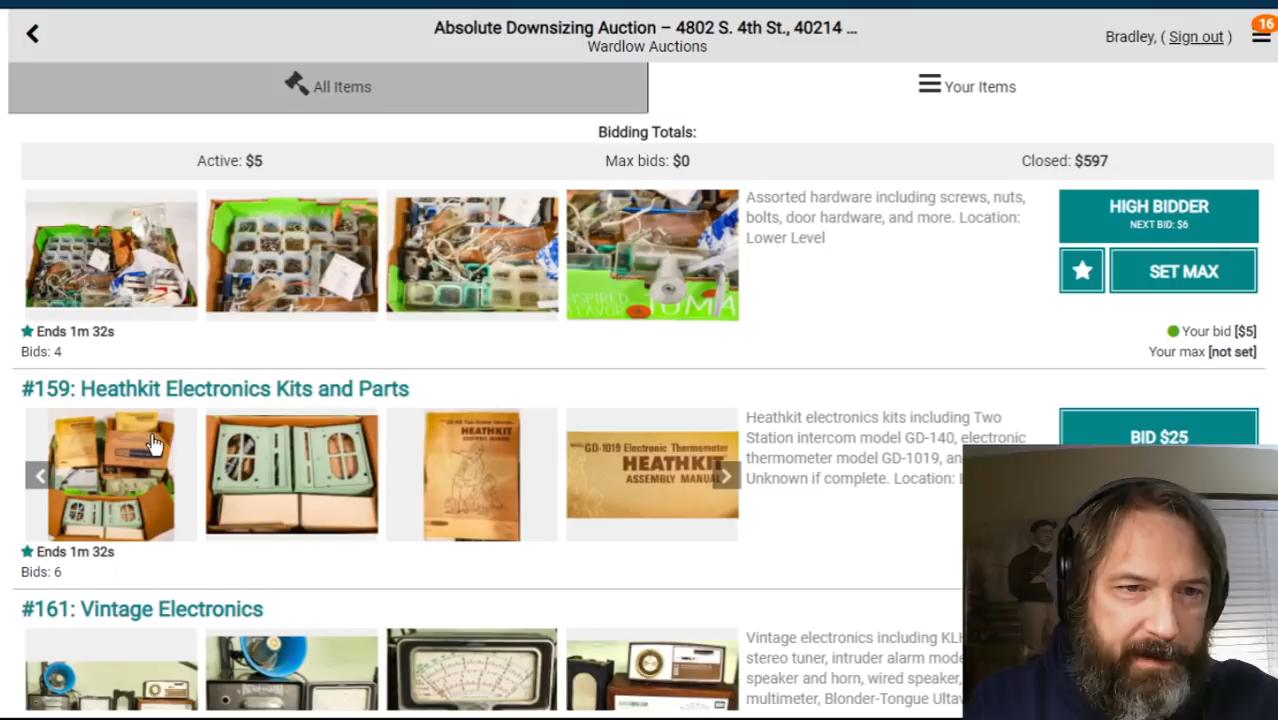 Absolute Downsizing Auction – 4802 S. 4th St., 40214 ...
Wardlow Auctions
Bradley, ( Sign out )
16
All Items
Your Items
Bidding Totals:
Active: $5
Max bids: $0
Closed: $597
Assorted hardware including screws, nuts,
bolts, door hardware, and more. Location:
Lower Level
HIGH BIDDER
NEXT BID: $6
SET MAX
Ends 1m 32s
Bids: 4
Your bid [$5]
Your max [not set]
#159: Heathkit Electronics Kits and Parts
HEATHKIT
GD-1019 Electronic Thermometer
HEATHKIT
ASSEMBLY MANUAL
Heathkit electronics kits including Two
Station intercom model GD-140, electronic
thermometer model GD-1019, an
Unknown if complete. Location: L
BID $25
Ends 1m 32s
Bids: 6
#161: Vintage Electronics
Vintage electronics including KLH
stereo tuner, intruder alarm mode
speaker and horn, wired speaker,
multimeter, Blonder-Tongue Ultav